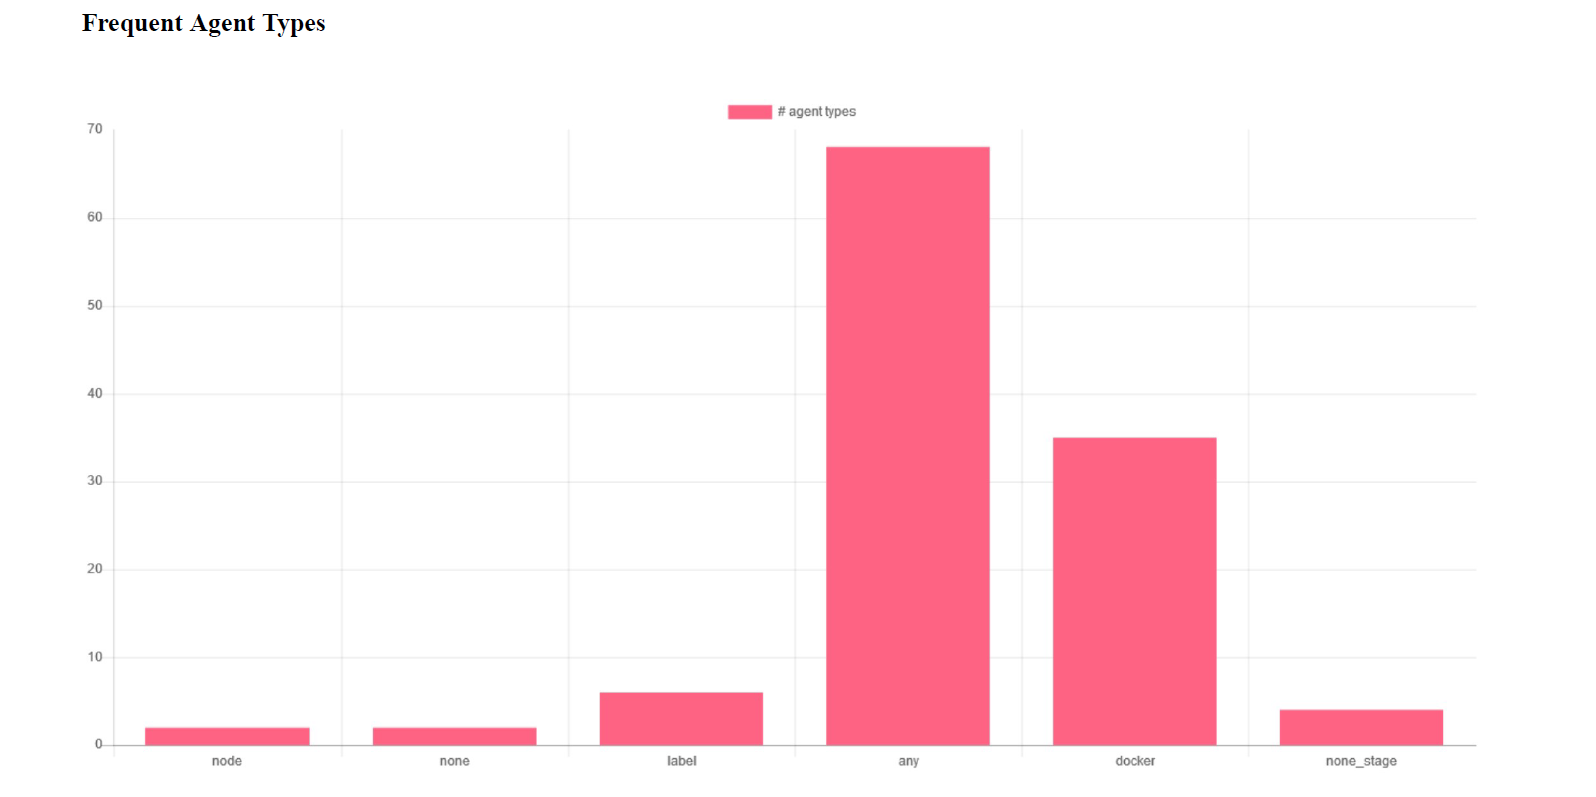 Frequent Agent Types
# agent types
70
60
50
40
30
20
10
0
node none label any docker none_stage